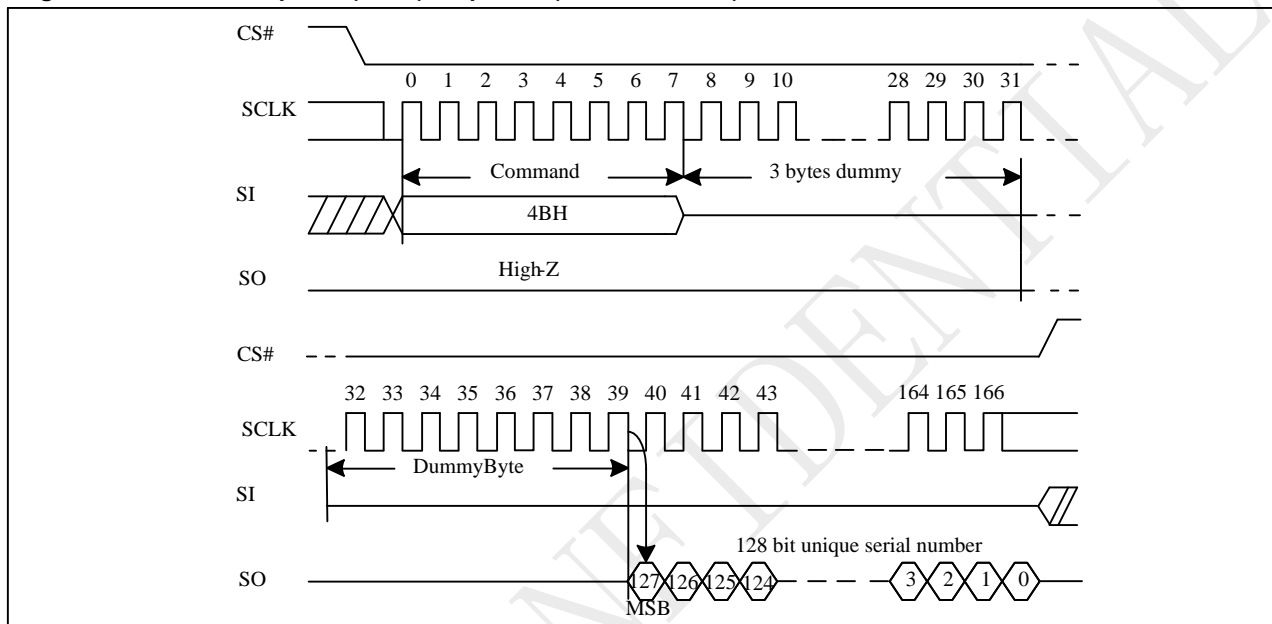 CS#
0 1 2 3 4 5 6 7 8 9 10 28 29 30 31
SCLK
Command 3 bytes dummy
SI
4BH
High-Z
SO
CS#
32 33 34 35 36 37 38 39 40 41 42 43 164 165 166
SCLK
DummyByte
SI
128 bit unique serial number
SO 127 126 125 124 3 2 1 0
MSB